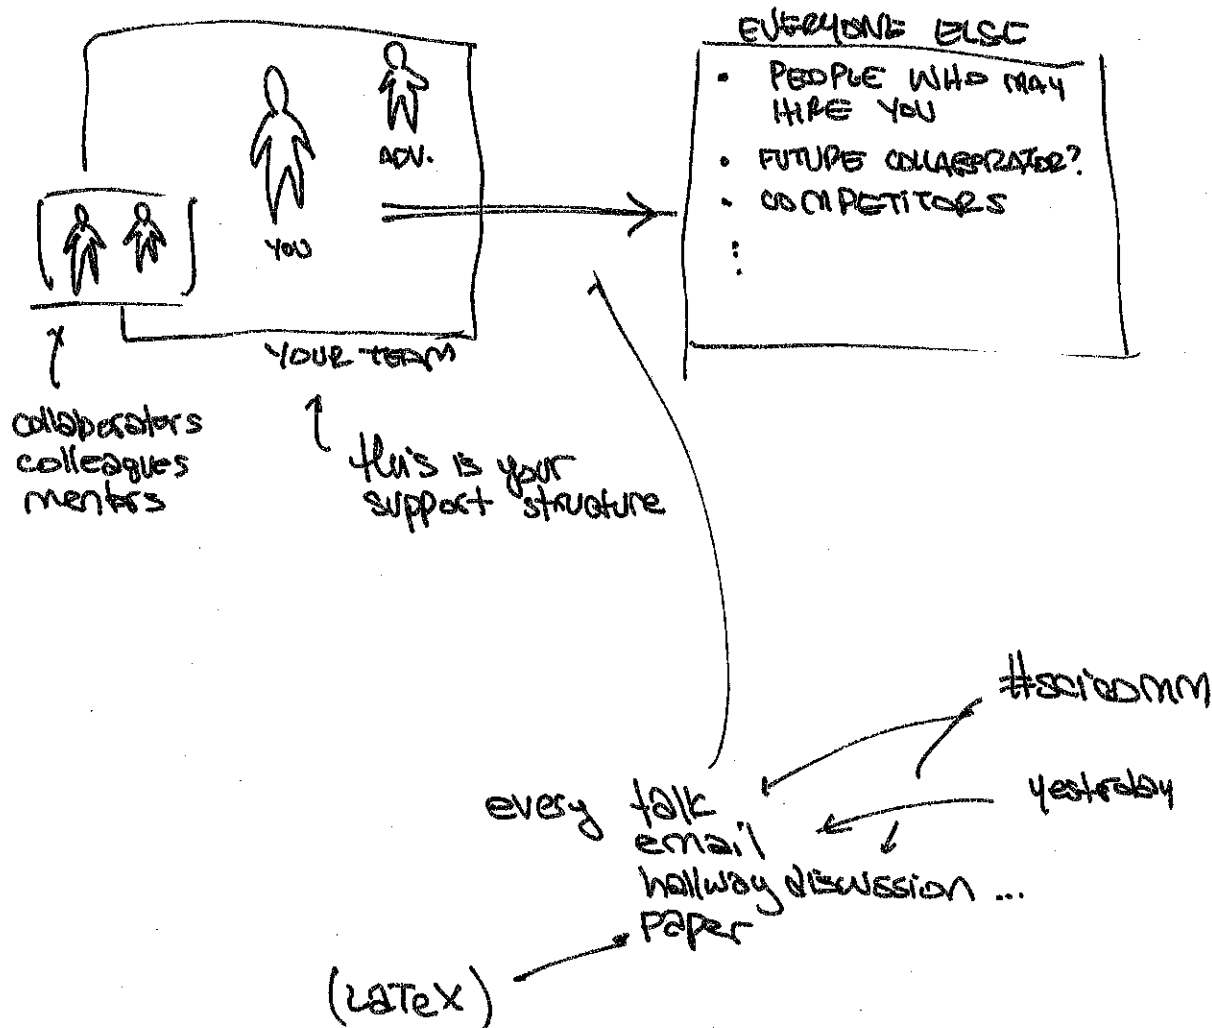 EVERYONE ELSE
• PEOPLE WHO MAY
HIRE YOU
• FUTURE COLLABORATOR?
• COMPETITORS
⋮
ADV.
YOU
YOUR TEAM
collaborators
colleagues
mentors
this is your
support structure
#scicomm
yesterday
every talk
email
hallway discussion ...
paper
(LaTeX)